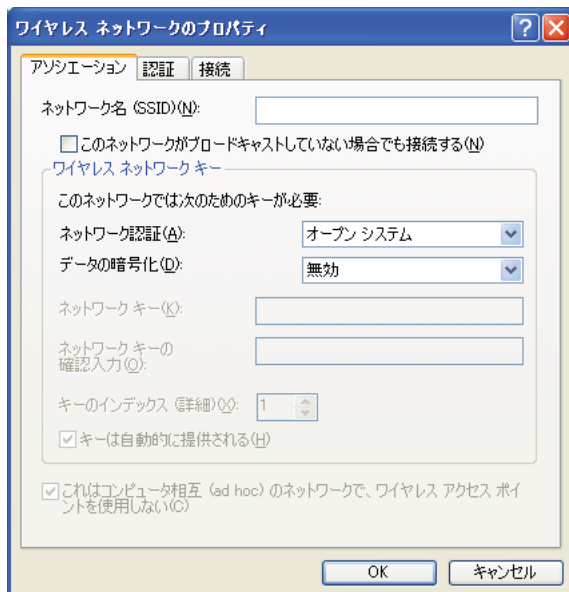 ワイヤレス ネットワークのプロパティ
アソシエーション 認証 接続
ネットワーク名 (SSID)(N):
このネットワークがブロードキャストしていない場合でも接続する(N)
ワイヤレス ネットワーク キー
このネットワークでは次のためのキーが必要:
ネットワーク認証(A): オープン システム
データの暗号化(D): 無効
ネットワーク キー(K):
ネットワーク キーの
確認入力(O):
キーのインデックス (詳細)(X): 1
キーは自動的に提供される(H)
これはコンピュータ相互 (ad hoc) のネットワークで、ワイヤレス アクセス ポイ
ントを使用しない(C)
OK キャンセル